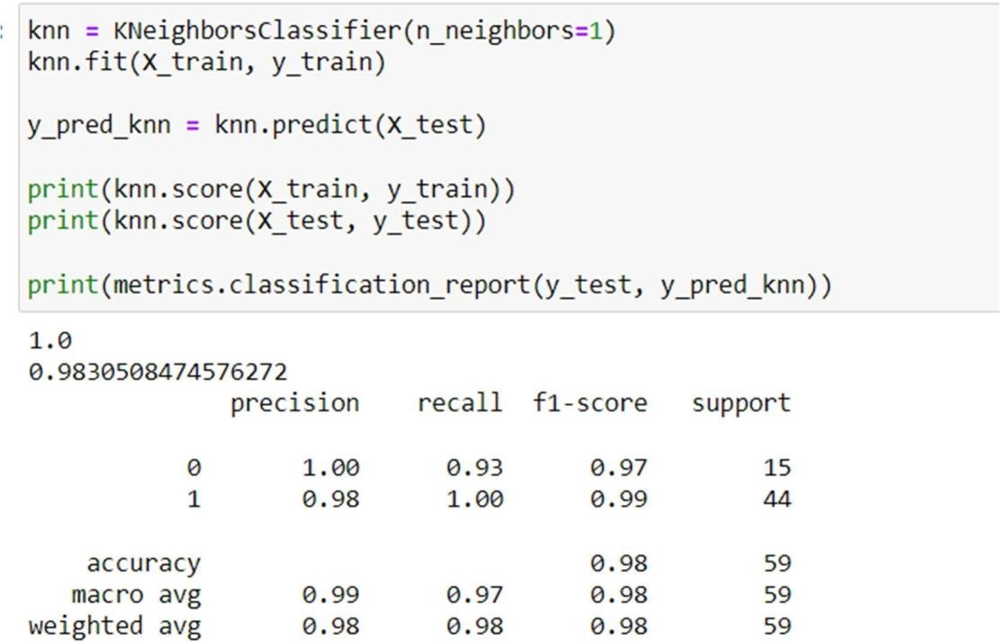 knn = KNeighborsClassifier(n_neighbors=1)
knn.fit(X_train, y_train)
y_pred_knn = knn.predict(X_test)
print(knn.score(X_train, y_train))
print(knn.score(X_test, y_test))
print(metrics.classification_report(y_test, y_pred_knn))
1.0
0.9830508474576272
precision recall f1-score support
0 1.00 0.93 0.97 15
1 0.98 1.00 0.99 44
accuracy 0.98 59
macro avg 0.99 0.97 0.98 59
weighted avg 0.98 0.98 0.98 59